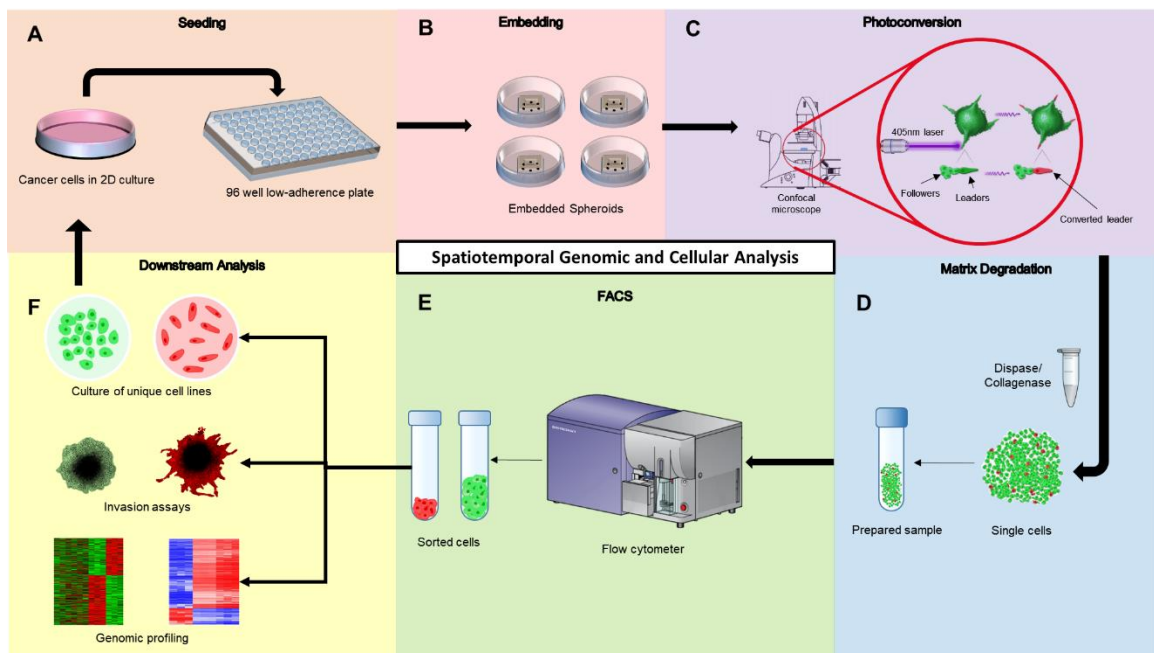 A
Seeding
Cancer cells in 2D culture
96 well low-adherence plate
B
Embedding
Embedded Spheroids
C
Photoconversion
405nm laser
Followers
Leaders
Converted leader
Confocal
microscope
Spatiotemporal Genomic and Cellular Analysis
Matrix Degradation
D
Dispase/
Collagenase
Prepared sample
Single cells
FACS
E
Sorted cells
Flow cytometer
Downstream Analysis
F
Culture of unique cell lines
Invasion assays
Genomic profiling